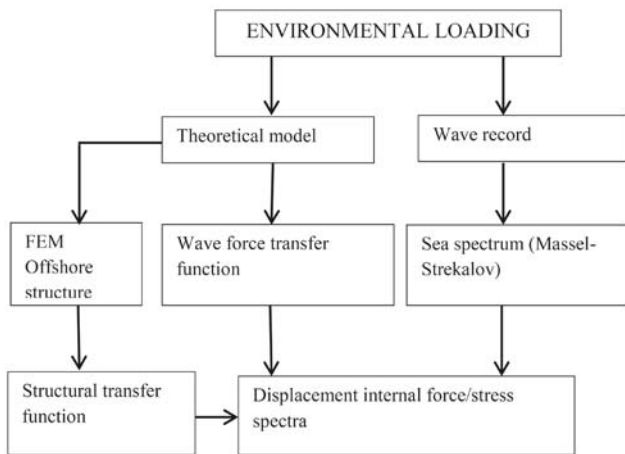 ENVIRONMENTAL LOADING
Theoretical model
Wave record
FEM
Offshore
structure
Wave force transfer
function
Sea spectrum (Massel-
Strekalov)
Structural transfer
function
Displacement internal force/stress
spectra